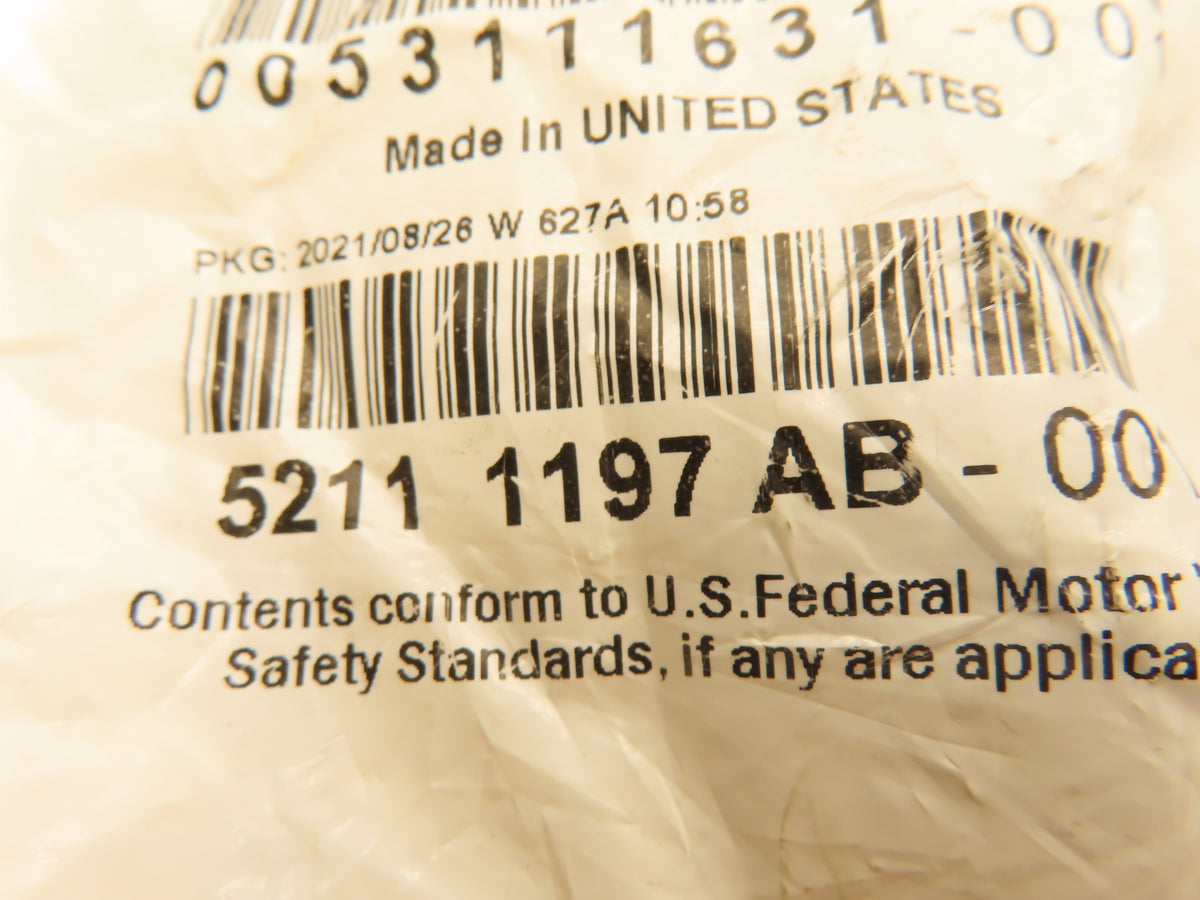 0053111631-00
Made In UNITED STATES
PKG: 2021/08/26 W 627A 10:58
5211 1197 AB - 00
Contents conform to U.S.Federal Motor
Safety Standards, if any are applica